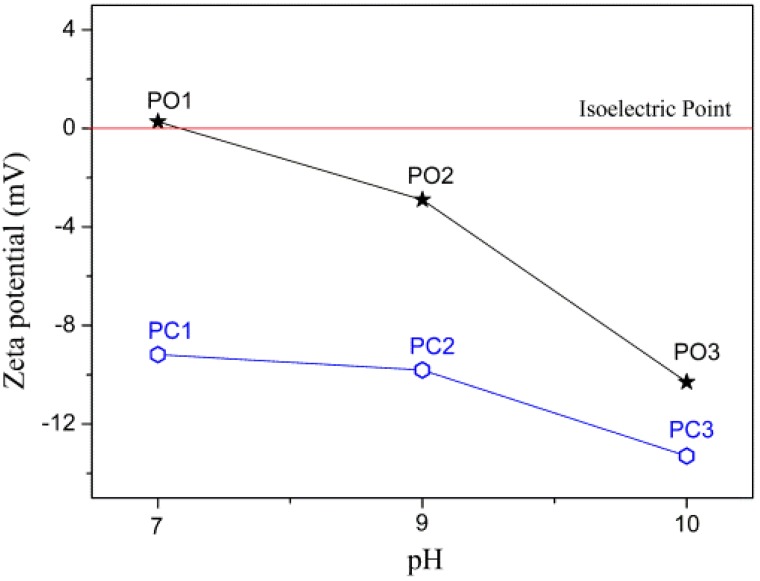 4
PO1
Isoelectric Point
0
PO2
-4
PC1
-8
PC2
PO3
-12
PC3
7
9
10
pH
Zeta potential (mV)